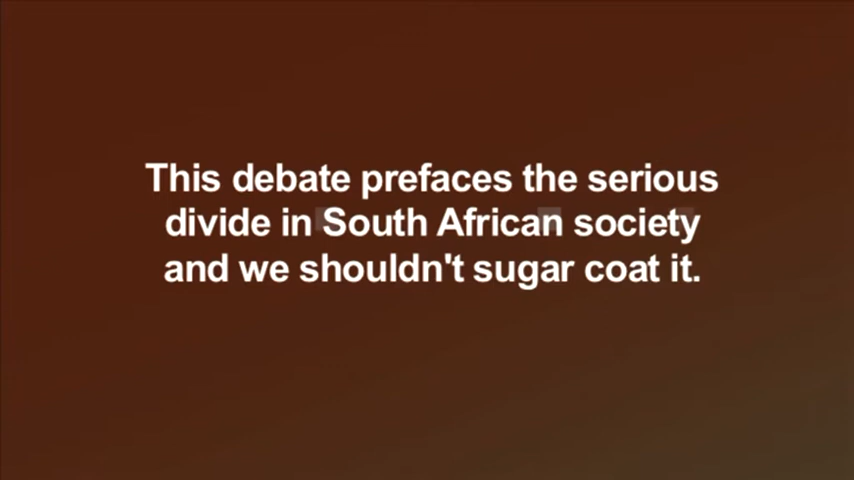 This debate prefaces the serious
divide in South African society
and we shouldn't sugar coat it.